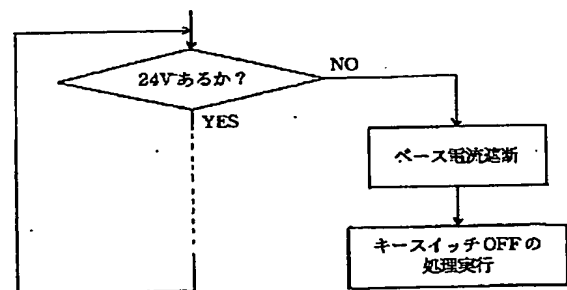 24Vあるか？
NO
YES
ベース電流遮断
キースイッチOFFの
処理実行